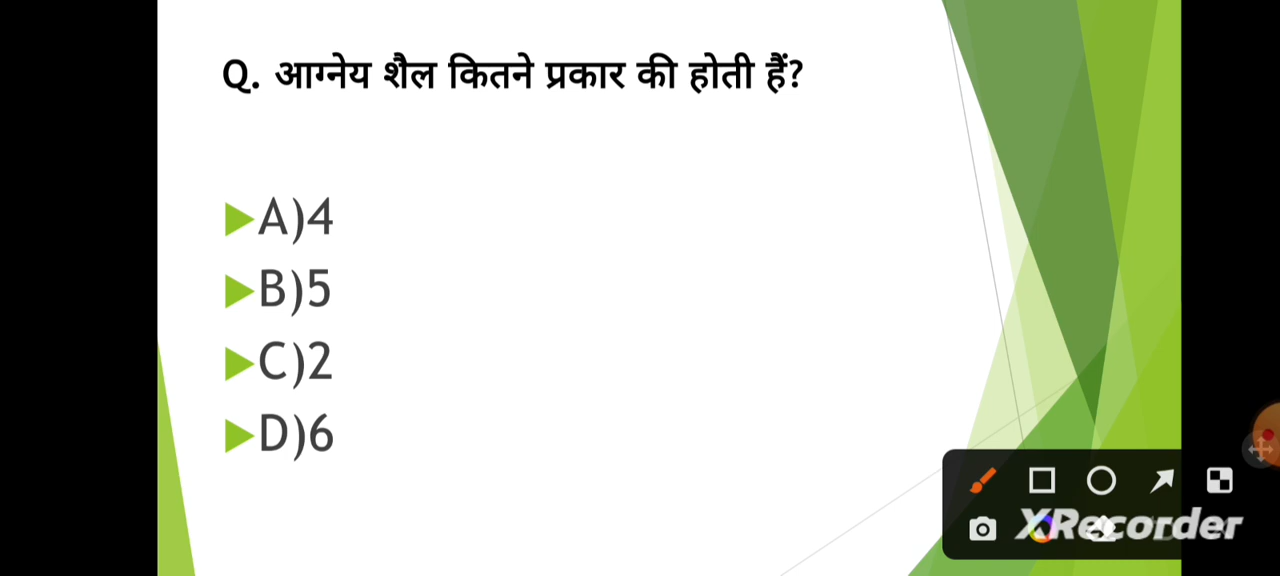 Q. आग्नेय शैल कितने प्रकार की होती हैं?
A)4
B)5
C)2
D)6
XRecorder